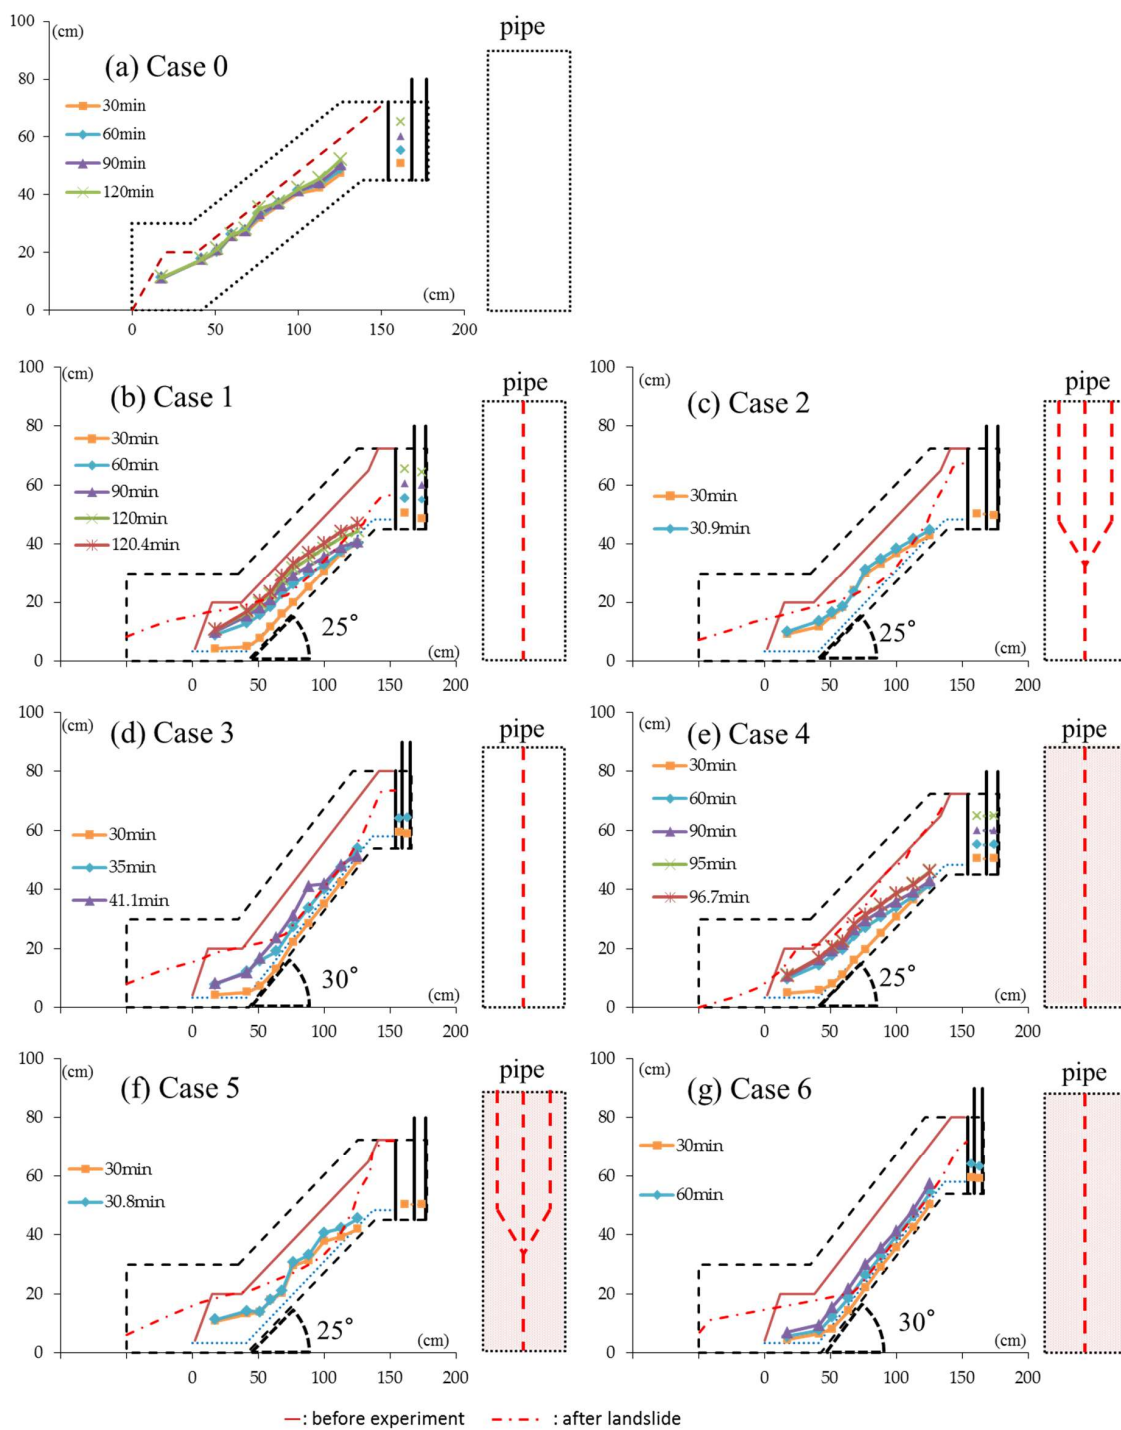 100
(cm)
pipe
(a) Case 0
80
30min
60min
60
90min
120min
40
20
(cm)
0
0 50 100 150 200
100
(cm)
pipe
(b) Case 1
80
30min
60min
90min
60
120min
120.4min
40
20
25°
(cm)
0
0 50 100 150 200
100
(cm)
pipe
(c) Case 2
80
30min
60
30.9min
40
20
25°
(cm)
0
0 50 100 150 200
100
(cm)
pipe
(d) Case 3
80
30min
60
35min
41.1min
40
20
30°
(cm)
0
0 50 100 150 200
100
(cm)
pipe
(e) Case 4
80
30min
60min
60
90min
95min
96.7min
40
20
25°
(cm)
0
0 50 100 150 200
100
(cm)
pipe
(f) Case 5
80
30min
60
30.8min
40
20
25°
0
0 50 100 150 200
100
(cm)
pipe
(g) Case 6
80
30min
60
60min
40
20
30°
(cm)
0
0 50 100 150 200
: before experiment : after landslide